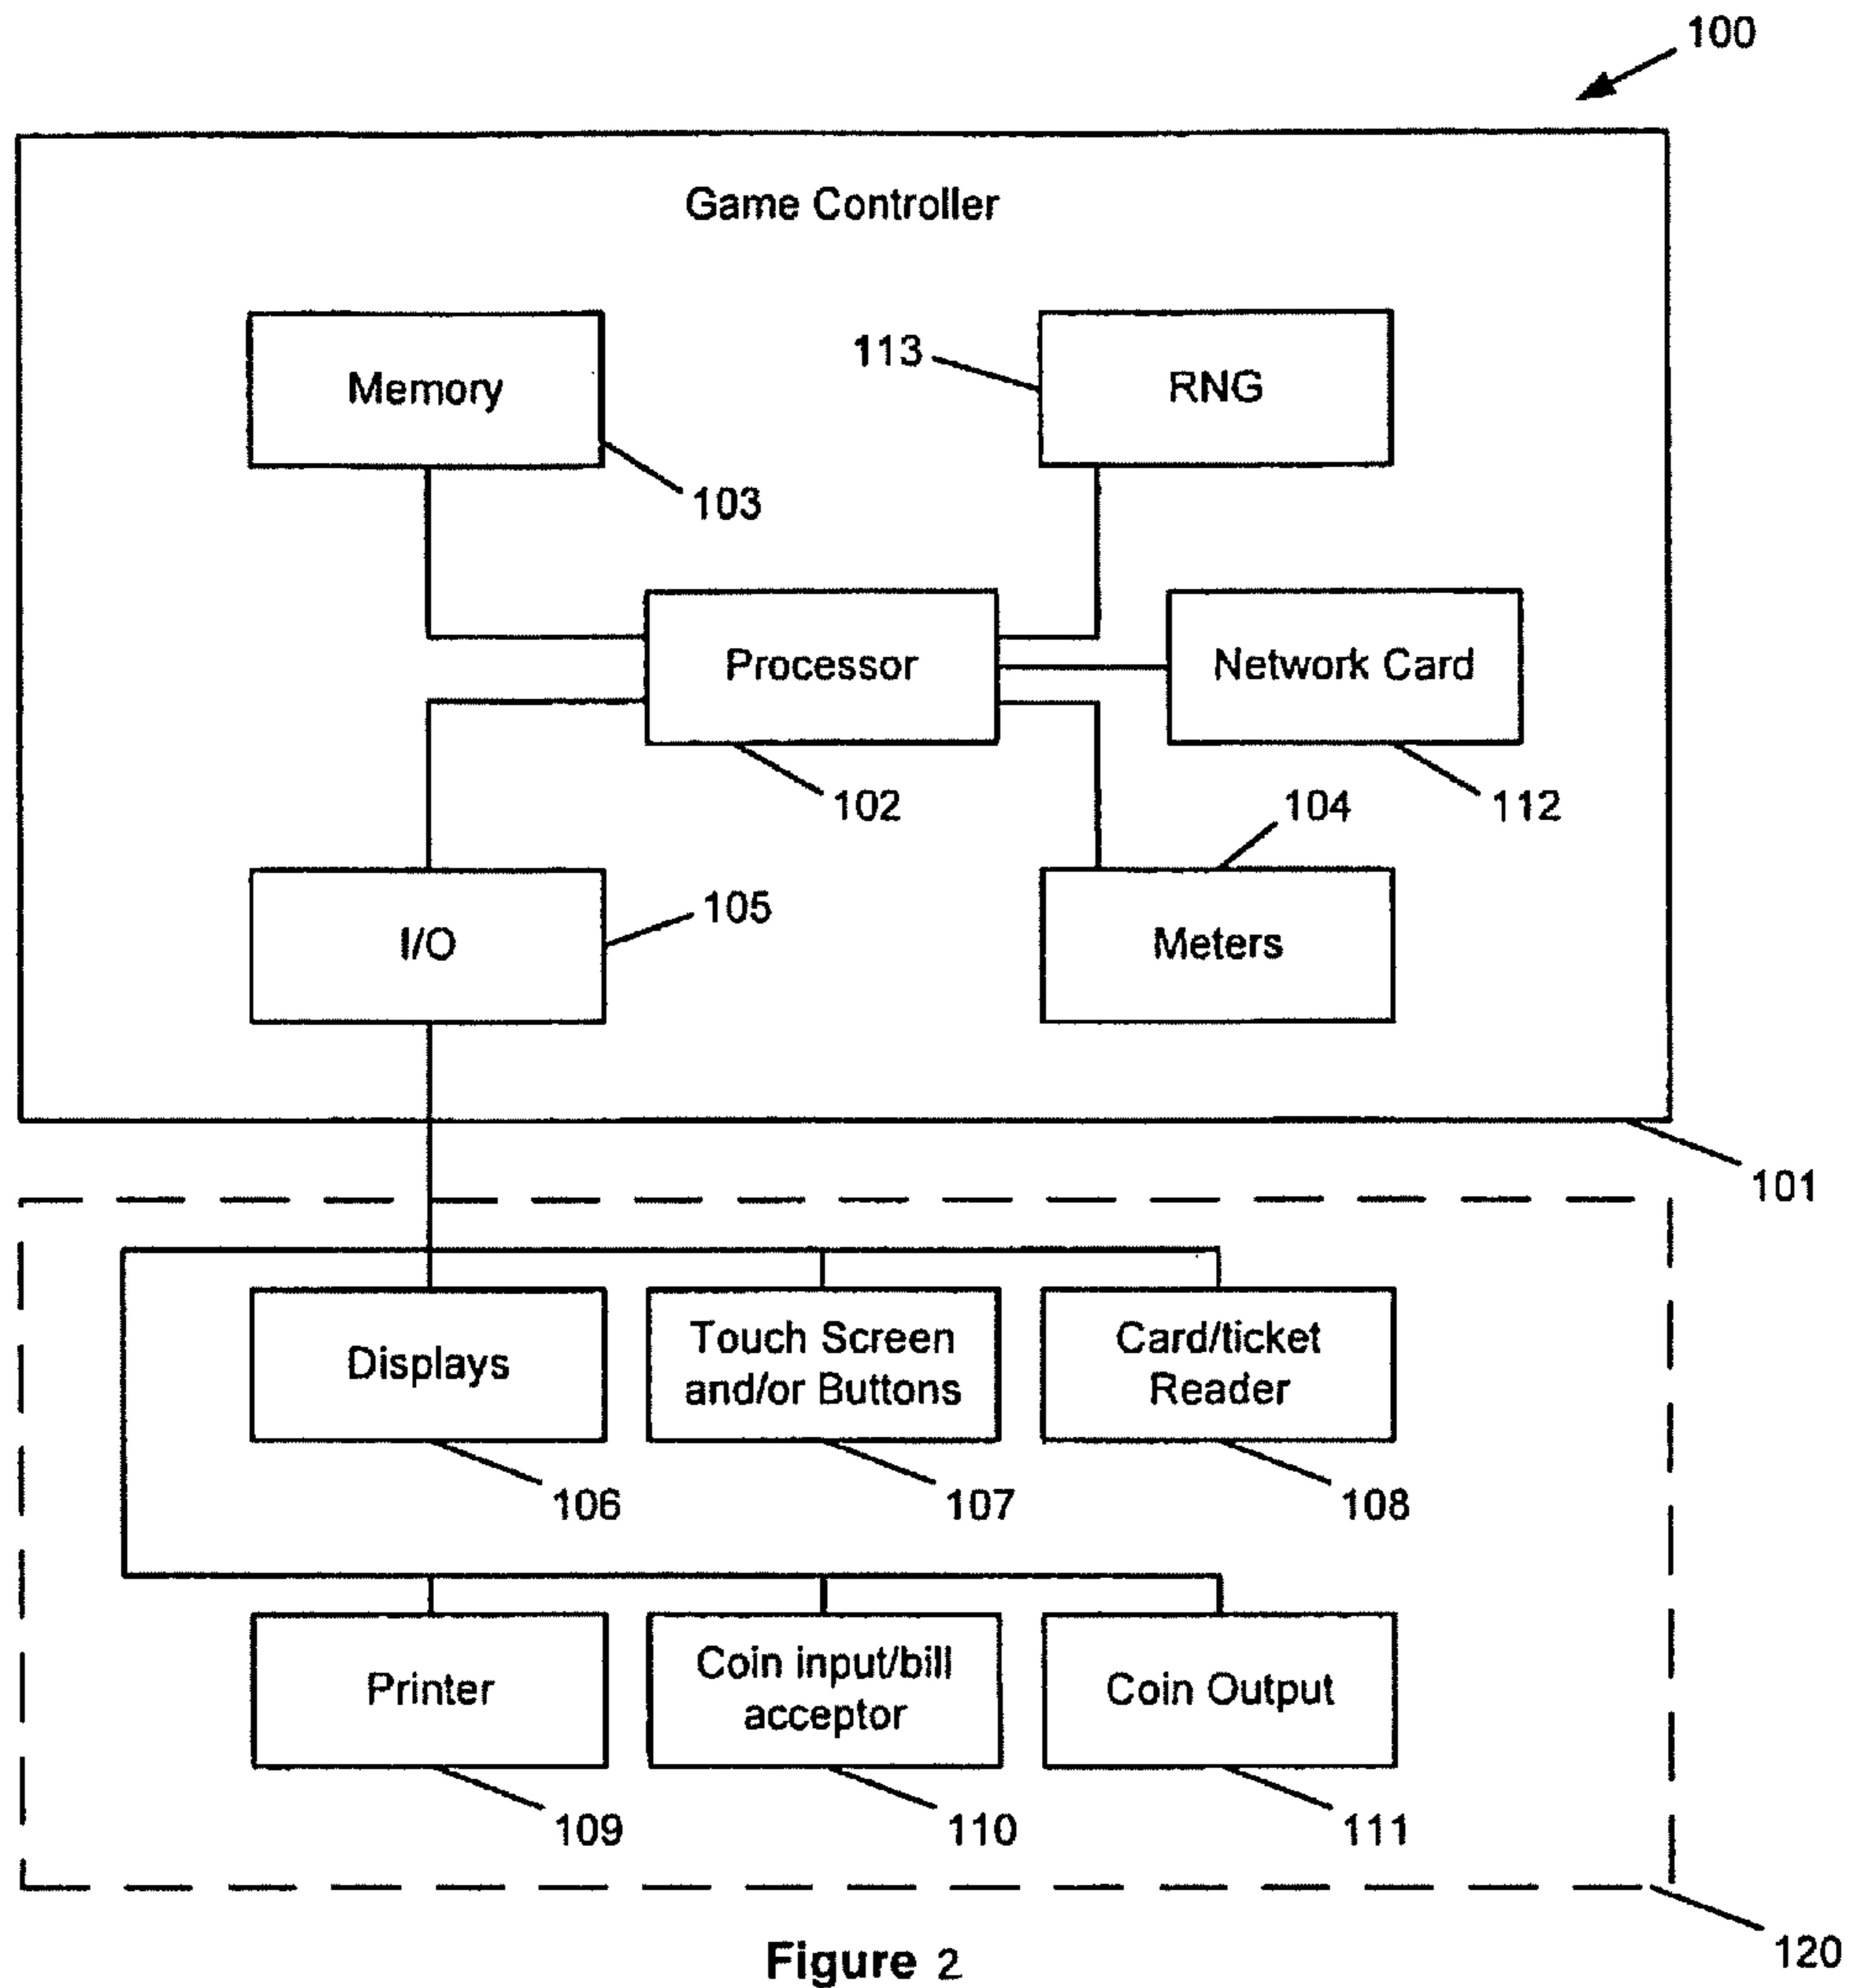 100
Game Controller
Memory
113
RNG
103
Processor
Network Card
102
104
112
I/O
105
Meters
101
Displays
Touch Screen
and/or Buttons
Card/ticket
Reader
106
107
108
Printer
Coin input/bill
acceptor
Coin Output
109
110
111
120
Figure 2